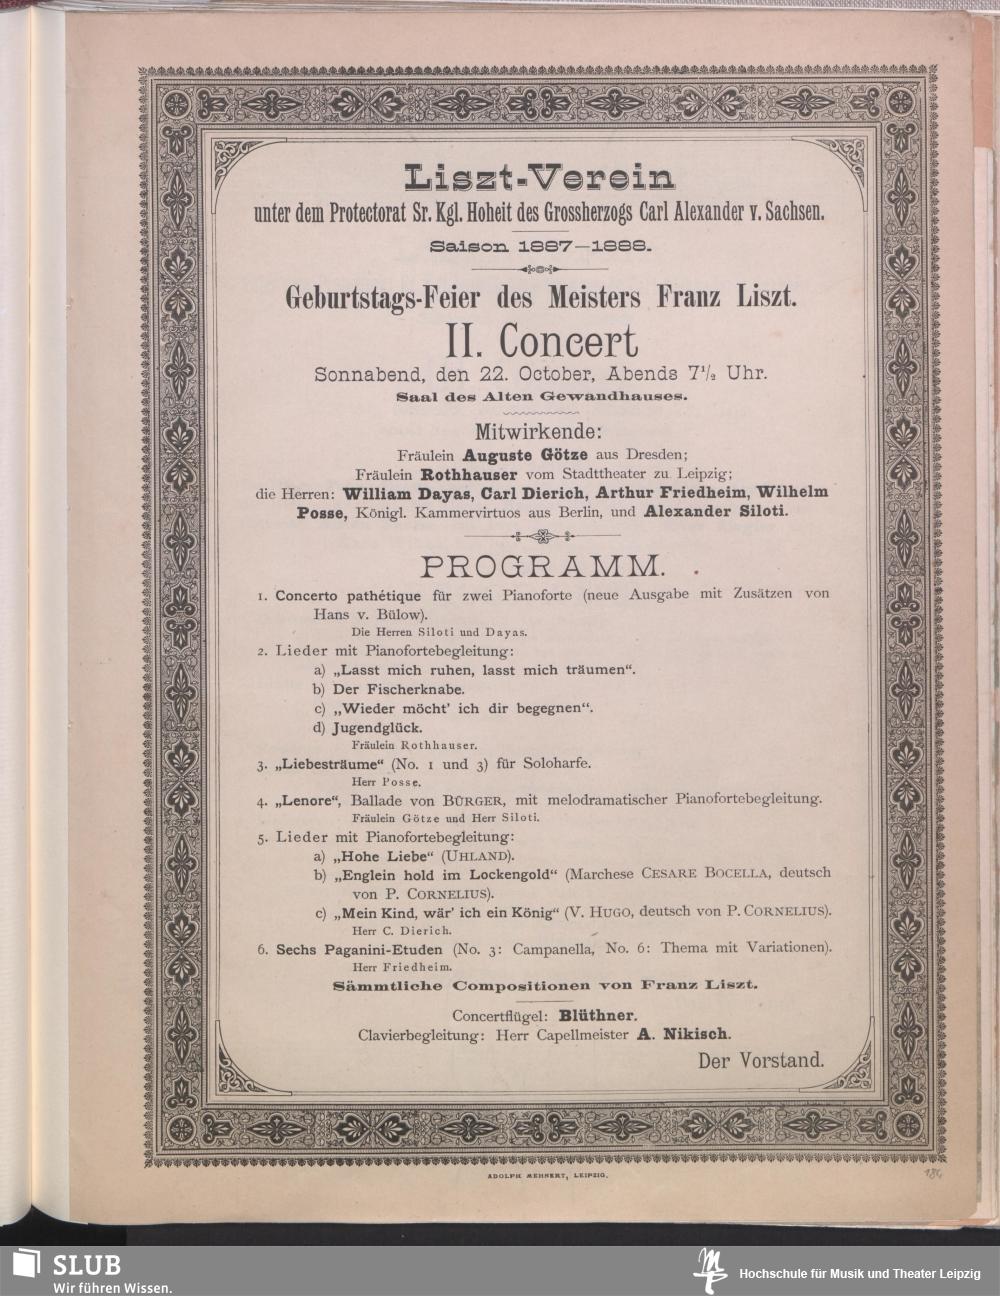 Liszt-Verein
unter dem Protectorat Sr. Kgl. Hoheit des Grossherzogs Carl Alexander v. Sachsen.
Saison 1887—1888.
Geburtstags-Feier des Meisters Franz Liszt.
II. Concert
Sonnabend, den 22. October, Abends 7½ Uhr.
Saal des Alten Gewandhauses.
Mitwirkende:
Fräulein Auguste Götze aus Dresden;
Fräulein Rothhauser vom Stadttheater zu Leipzig;
die Herren: William Dayas, Carl Dierich, Arthur Friedheim, Wilhelm
Posse, Königl. Kammervirtuos aus Berlin, und Alexander Siloti.
PROGRAMM.
1. Concerto pathétique für zwei Pianoforte (neue Ausgabe mit Zusätzen von
Hans v. Bülow).
Die Herren Siloti und Dayas.
2. Lieder mit Pianofortebegleitung:
a) „Lasst mich ruhen, lasst mich träumen“.
b) Der Fischerknabe.
c) „Wieder möcht' ich dir begegnen“.
d) Jugendglück.
Fräulein Rothhauser.
3. „Liebesträume“ (No. 1 und 3) für Soloharfe.
Herr Posse.
4. „Lenore“, Ballade von BÜRGER, mit melodramatischer Pianofortebegleitung.
Fräulein Götze und Herr Siloti.
5. Lieder mit Pianofortebegleitung:
a) „Hohe Liebe“ (UHLAND).
b) „Englein hold im Lockengold“ (Marchese CESARE BOCELLA, deutsch
von P. CORNELIUS).
c) „Mein Kind, wär' ich ein König“ (V. HUGO, deutsch von P. CORNELIUS).
Herr C. Dierich.
6. Sechs Paganini-Etuden (No. 3: Campanella, No. 6: Thema mit Variationen).
Herr Friedheim.
Sämmtliche Compositionen von Franz Liszt.
Concertflügel: Blüthner.
Clavierbegleitung: Herr Capellmeister A. Nikisch.
Der Vorstand.
ADOLPH MEHNERT, LEIPZIG.
184
SLUB
Wir führen Wissen.
Hochschule für Musik und Theater Leipzig